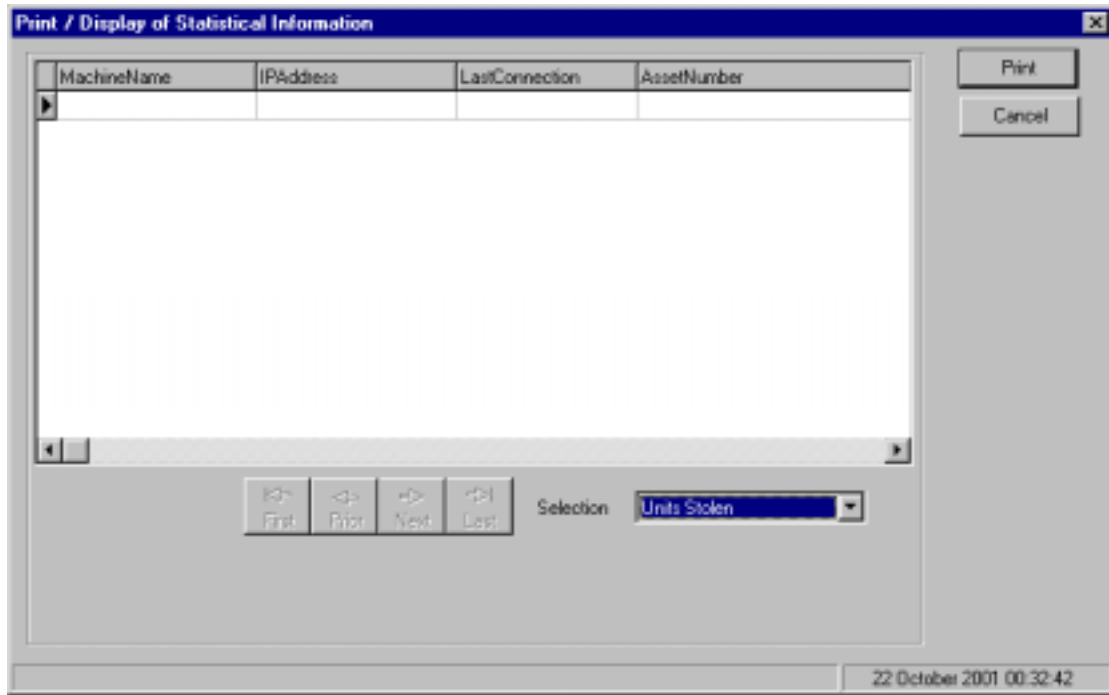 Print / Display of Statistical Information
MachineName IPAddress LastConnection AssetNumber
Print
Cancel
First Prior Next Last Selection Units Stolen
22 October 2001 00:32:42